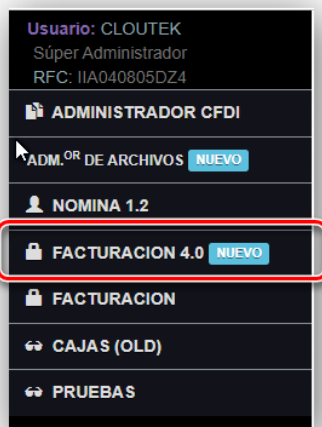 Usuario: CLOUTEK
Súper Administrador
RFC: IIA040805DZ4
ADMINISTRADOR CFDI
ADM.OR DE ARCHIVOS NUEVO
NOMINA 1.2
FACTURACION 4.0 NUEVO
FACTURACION
CAJAS (OLD)
PRUEBAS